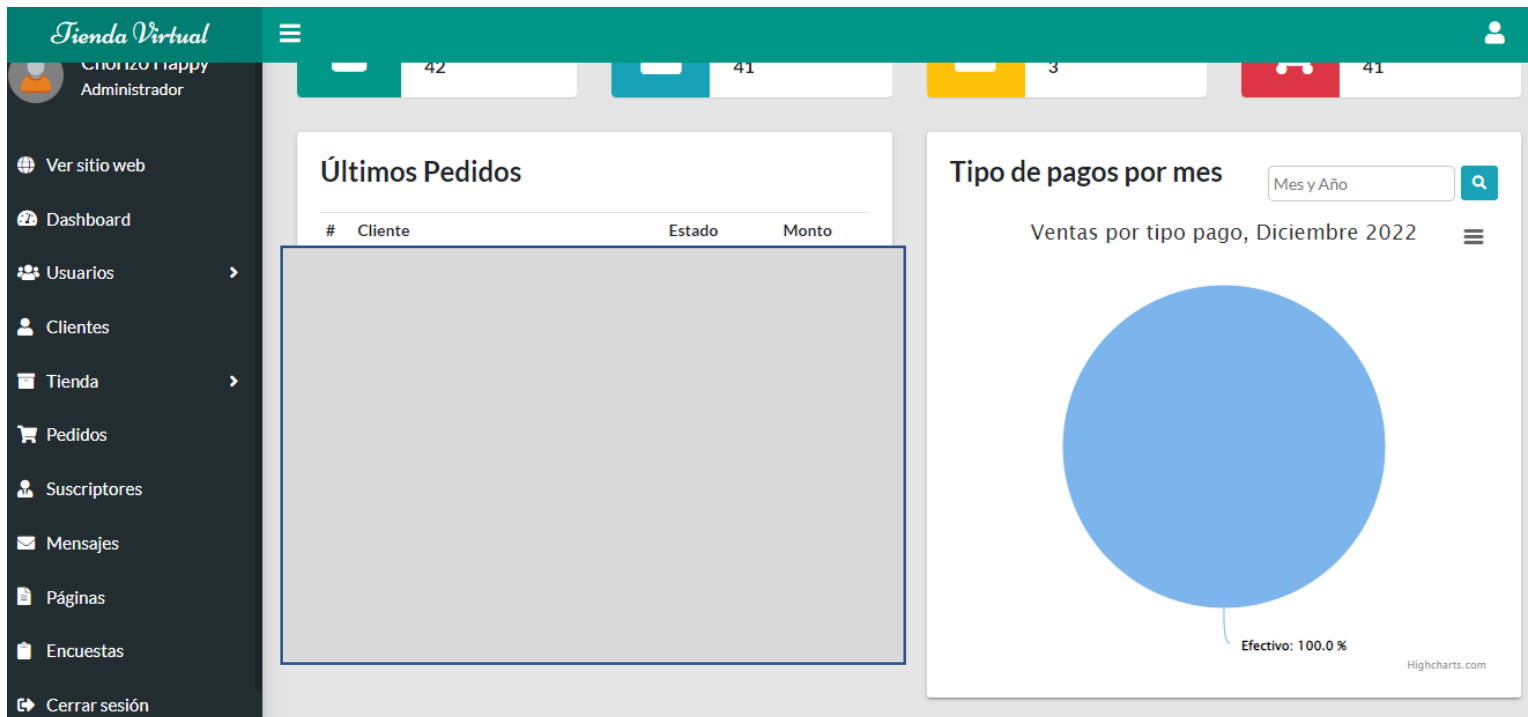 Tienda Virtual
Chorizo Happy
Administrador
Ver sitio web
Dashboard
Usuarios
Clientes
Tienda
Pedidos
Suscriptores
Mensajes
Páginas
Encuestas
Cerrar sesión
42
41
3
41
Últimos Pedidos
# Cliente Estado Monto
Tipo de pagos por mes
Mes y Año
Ventas por tipo pago, Diciembre 2022
Efectivo: 100.0 %
Highcharts.com